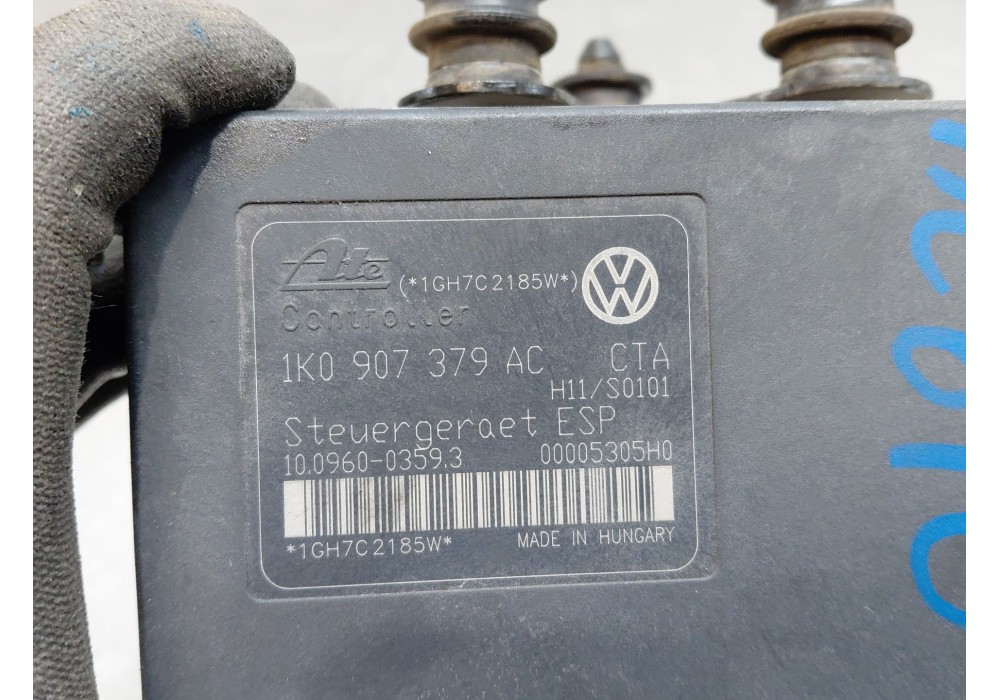 Ate
(*1GH7C2185W*)
Controller
1K0 907 379 AC CTA
H11/S0101
Steuergeraet ESP
10.0960-0359.3 00005305H0
*1GH7C2185W* MADE IN HUNGARY